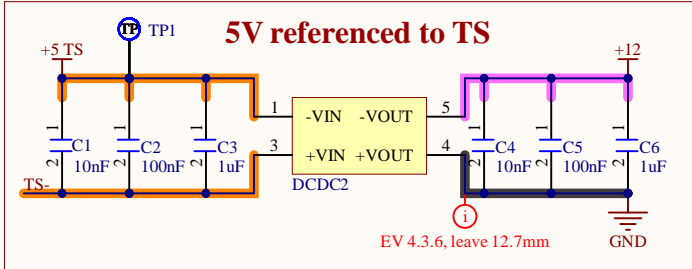 TP TP1
5V referenced to TS
+5 TS
+12
1 -VIN -VOUT 5
3 +VIN +VOUT 4
DCDC2
1 C1 2 10nF
1 C2 2 100nF
1 C3 2 1uF
1 C4 2 10nF
1 C5 2 100nF
1 C6 2 1uF
TS-
i
EV 4.3.6, leave 12.7mm
GND